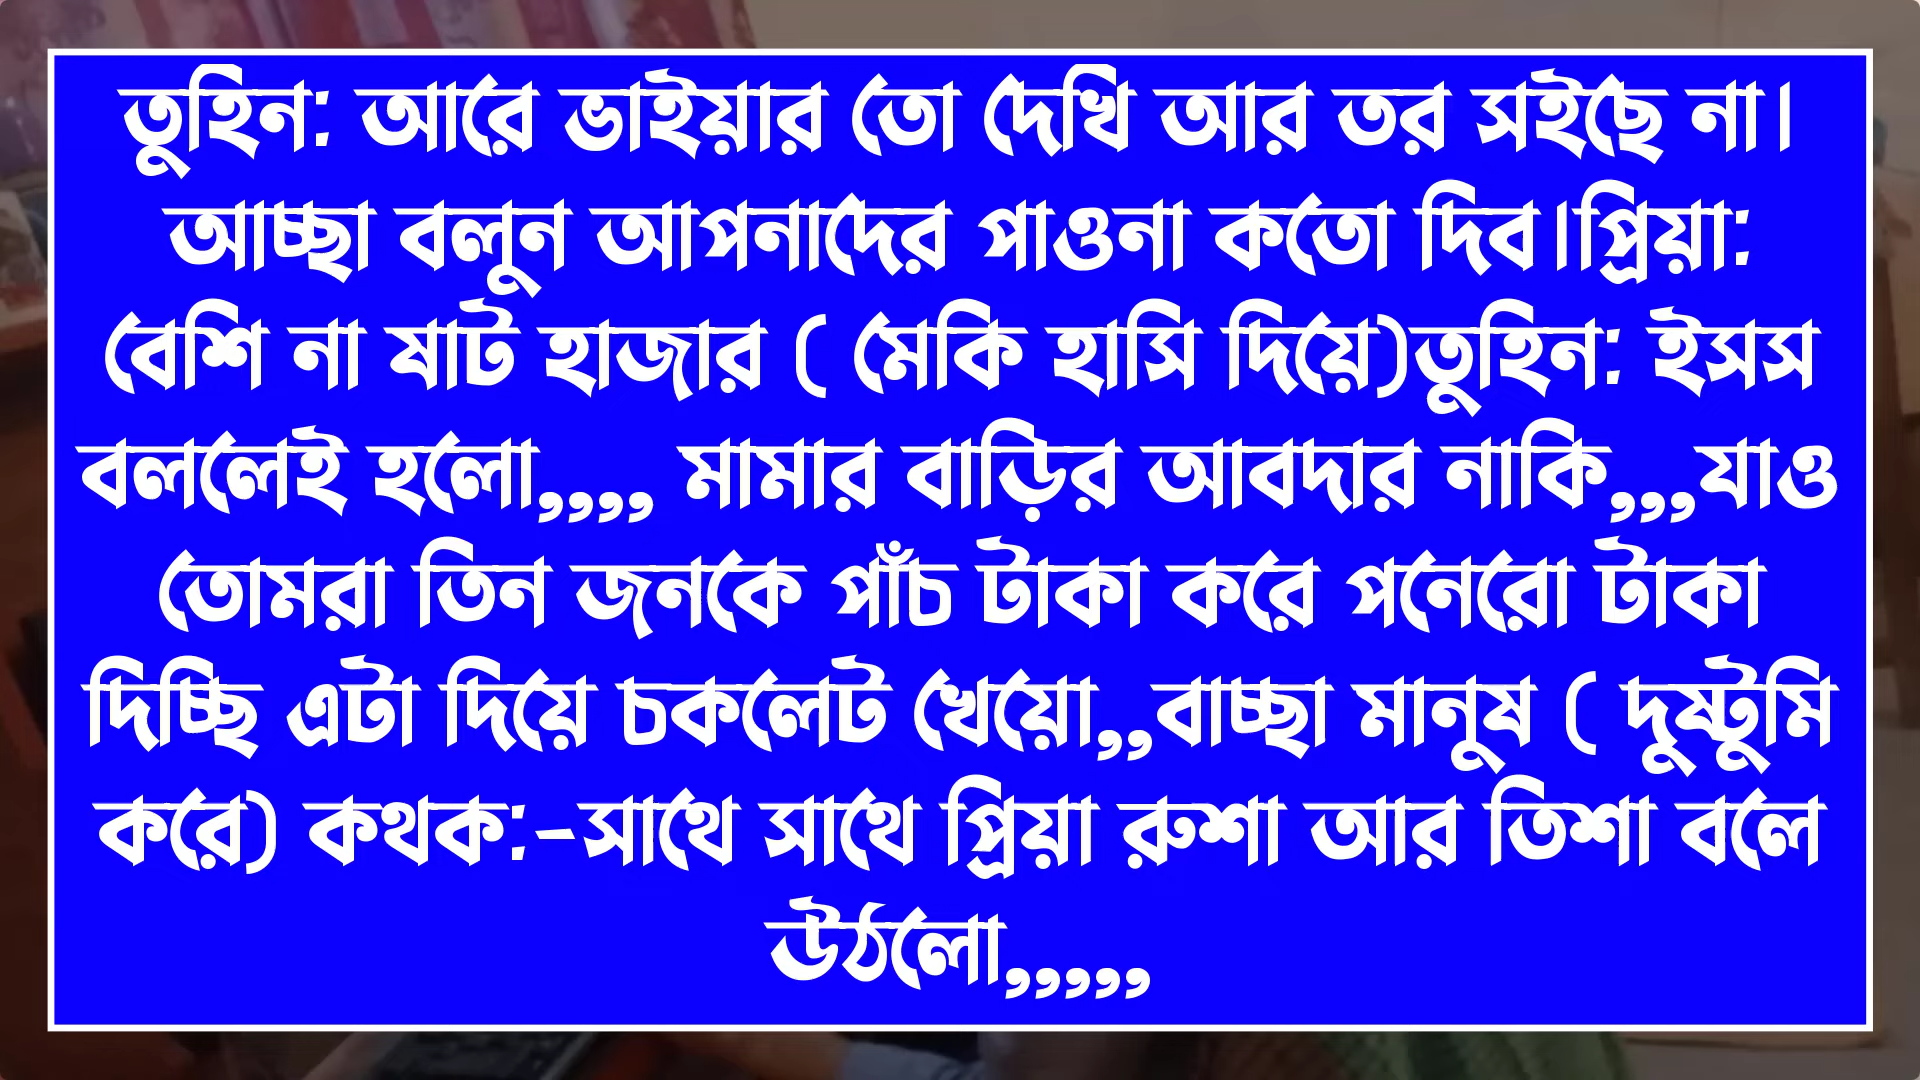 তুহিন: আরে ভাইয়ার তো দেখি আর তর সইছে না।
আচ্ছা বলুন আপনাদের পাওনা কতো দিব।প্রিয়া:
বেশি না ষাট হাজার ( মেকি হাসি দিয়ে)তুহিন: ইসস
বললেই হলো,,,, মামার বাড়ির আবদার নাকি,,,যাও
তোমরা তিন জনকে পাঁচ টাকা করে পনেরো টাকা
দিচ্ছি এটা দিয়ে চকলেট খেয়ো,,বাচ্ছা মানুষ ( দুষ্টুমি
করে) কথক:-সাথে সাথে প্রিয়া রুশা আর তিশা বলে
ঊঠলো,,,,,